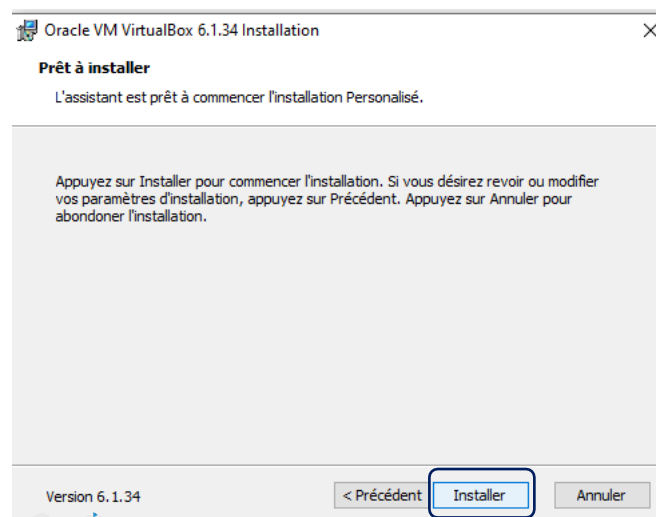 Oracle VM VirtualBox 6.1.34 Installation
Prêt à installer
L'assistant est prêt à commencer l'installation Personalisé.
Appuyez sur Installer pour commencer l'installation. Si vous désirez revoir ou modifier
vos paramètres d'installation, appuyez sur Précédent. Appuyez sur Annuler pour
abondoner l'installation.
Version 6.1.34
< Précédent
Installer
Annuler